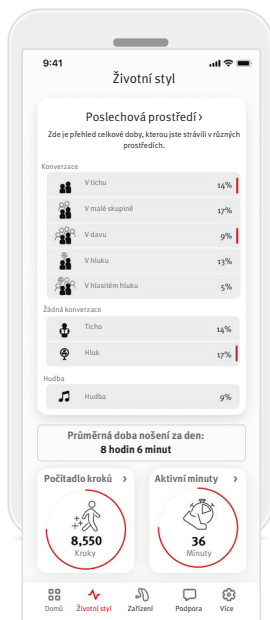 9:41
Životní styl
Poslechová prostředí ›
Zde je přehled celkové doby, kterou jste strávili v různých
prostředích.
Konverzace
V tichu 14%
V malé skupině 17%
V davu 9%
V hluku 13%
V hlasitém hluku 5%
Žádná konverzace
Ticho 14%
Hluk 17%
Hudba
Hudba 9%
Průměrná doba nošení za den:
8 hodin 6 minut
Počítadlo kroků › Aktivní minuty ›
8,550 36
Kroky Minuty
Domů Životní styl Zařízení Podpora Více